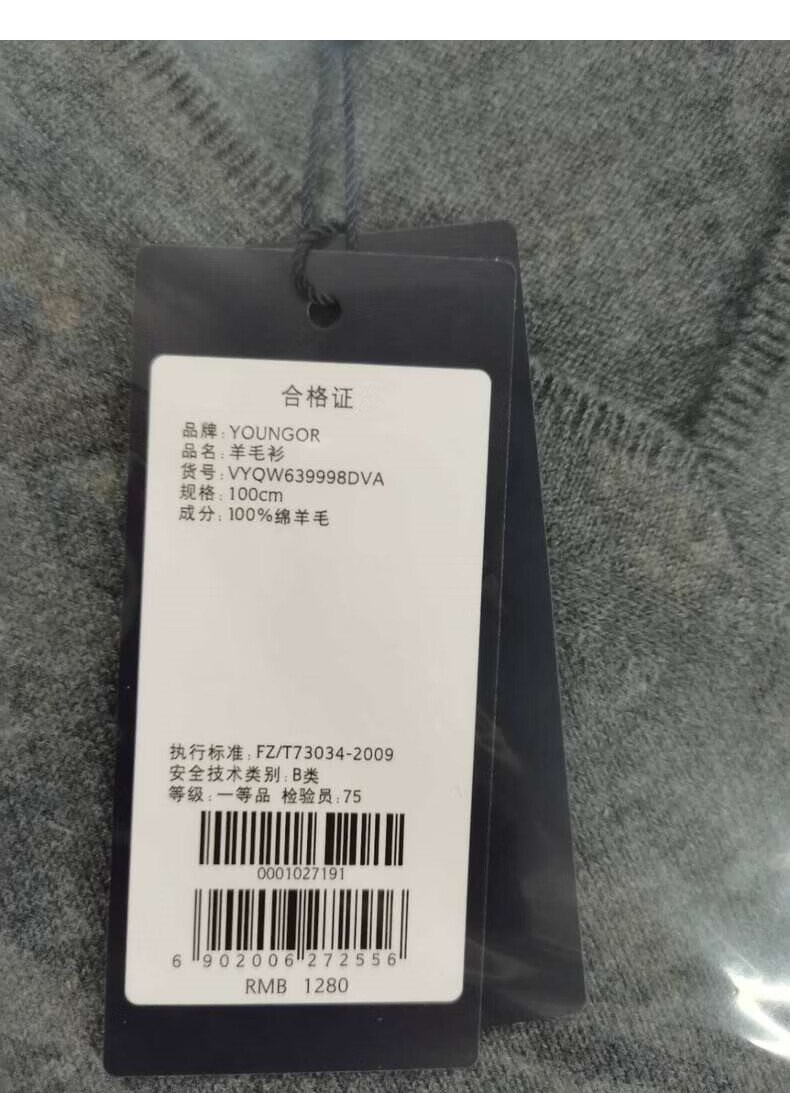 合格证
品牌:YOUNGOR
品名:羊毛衫
货号:VYQW639998DVA
规格:100cm
成分:100%绵羊毛
执行标准:FZ/T73034-2009
安全技术类别:B类
等级:一等品 检验员:75
0001027191
6 902006 272556
RMB 1280